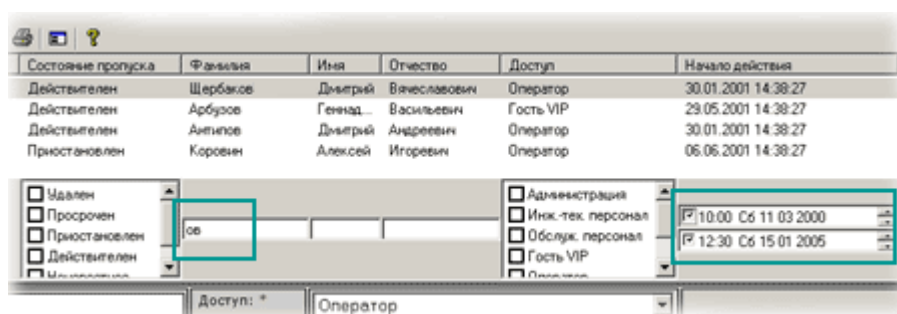 Состояние пропуска Фамилия Имя Отчество Доступ Начало действия
Действителен Щербаков Дмитрий Вячеславович Оператор 30.01.2001 14:38:27
Действителен Арбузов Геннад... Васильевич Гость VIP 29.05.2001 14:38:27
Действителен Антипов Дмитрий Андреевич Оператор 30.01.2001 14:38:27
Приостановлен Коровин Алексей Игоревич Оператор 06.06.2001 14:38:27
Удален
Просрочен
Приостановлен
Действителен
ов
Администрация
Инж.-тех. персонал
Обслуж. персонал
Гость VIP
Оператор
10:00 Сб 11 03 2000
12:30 Сб 15 01 2005
Доступ: * Оператор